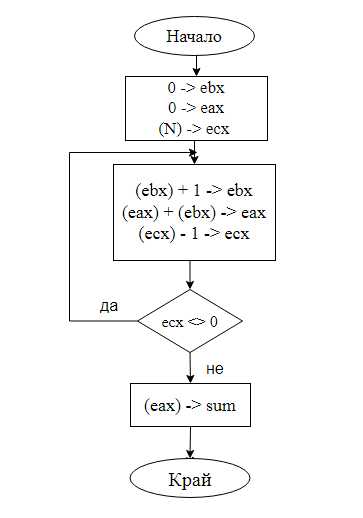 Начало
0 -> ebx
0 -> eax
(N) -> ecx
(ebx) + 1 -> ebx
(eax) + (ebx) -> eax
(ecx) - 1 -> ecx
да
ecx <> 0
не
(eax) -> sum
Край